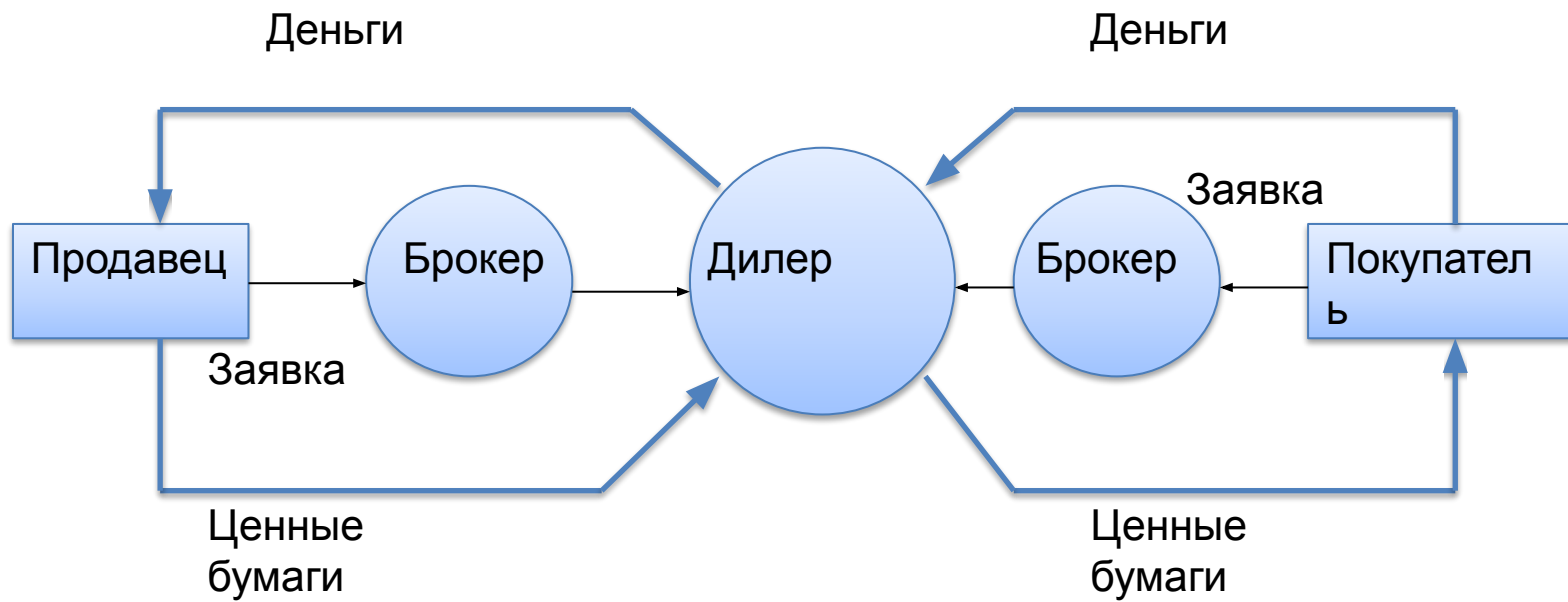 Деньги
Деньги
Заявка
Продавец
Брокер
Дилер
Брокер
Покупател
ь
Заявка
Ценные
бумаги
Ценные
бумаги